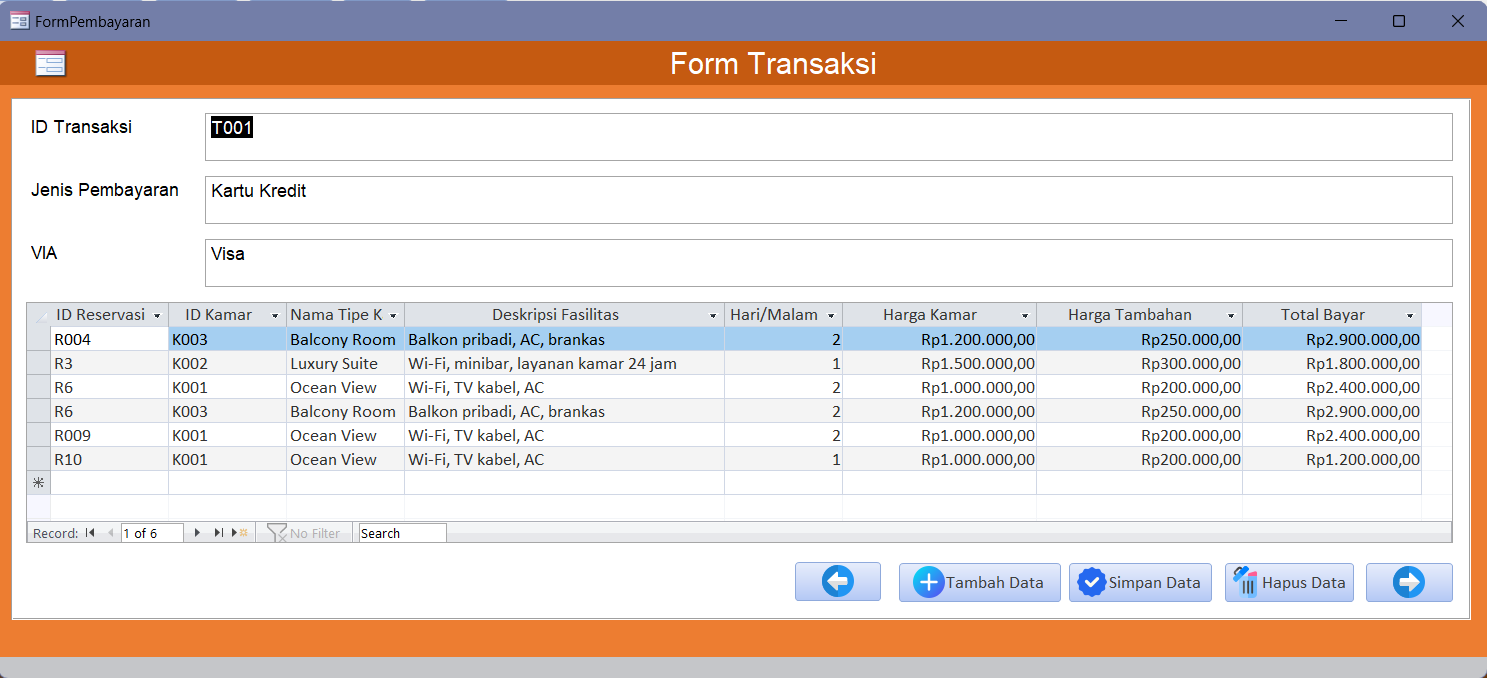 FormPembayaran
Form Transaksi
ID Transaksi T001
Jenis Pembayaran Kartu Kredit
VIA Visa
ID Reservasi ID Kamar Nama Tipe K Deskripsi Fasilitas Hari/Malam Harga Kamar Harga Tambahan Total Bayar
R004 K003 Balcony Room Balkon pribadi, AC, brankas 2 Rp1.200.000,00 Rp250.000,00 Rp2.900.000,00
R3 K002 Luxury Suite Wi-Fi, minibar, layanan kamar 24 jam 1 Rp1.500.000,00 Rp300.000,00 Rp1.800.000,00
R6 K001 Ocean View Wi-Fi, TV kabel, AC 2 Rp1.000.000,00 Rp200.000,00 Rp2.400.000,00
R6 K003 Balcony Room Balkon pribadi, AC, brankas 2 Rp1.200.000,00 Rp250.000,00 Rp2.900.000,00
R009 K001 Ocean View Wi-Fi, TV kabel, AC 2 Rp1.000.000,00 Rp200.000,00 Rp2.400.000,00
R10 K001 Ocean View Wi-Fi, TV kabel, AC 1 Rp1.000.000,00 Rp200.000,00 Rp1.200.000,00
Record: 1 of 6 No Filter Search
Tambah Data Simpan Data Hapus Data